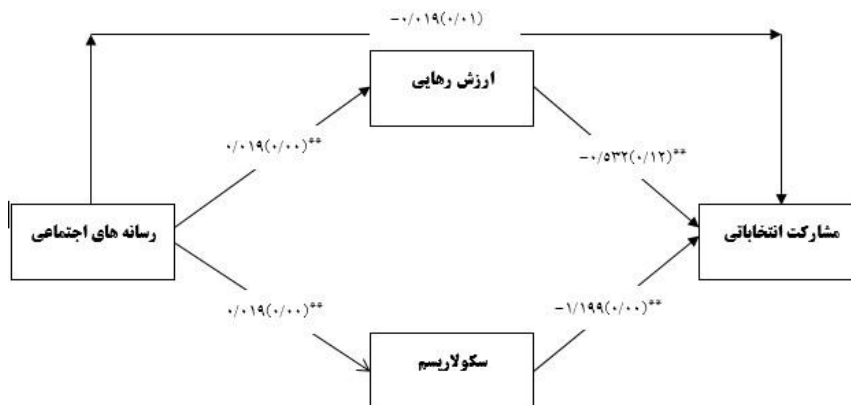 -۰/۰۱۹(۰/۰۱)
ارزش رهایی
۰/۰۱۹(۰/۰۰)**
-۰/۵۳۲(۰/۱۲)**
رسانه های اجتماعی
مشارکت انتخاباتی
۰/۰۱۹(۰/۰۰)**
-۱/۱۹۹(۰/۰۰)**
سکولاریسم